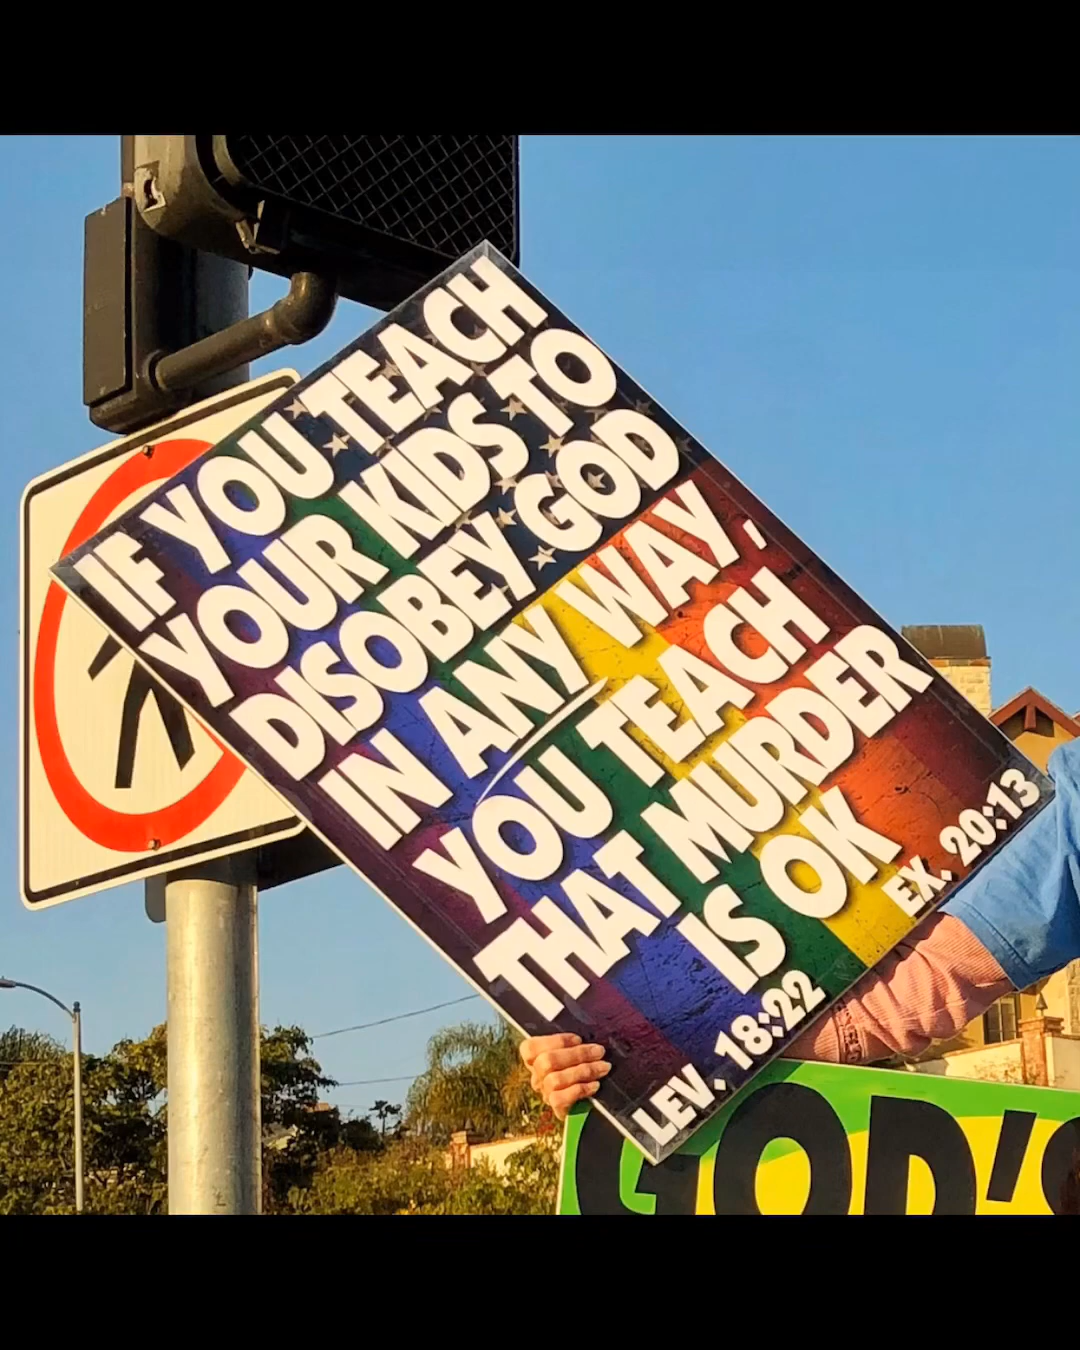 IF YOU TEACH
YOUR KIDS TO
DISOBEY GOD
IN ANY WAY,
YOU TEACH
THAT MURDER
IS OK
LEV. 18:22
EX. 20:13
GOD'S